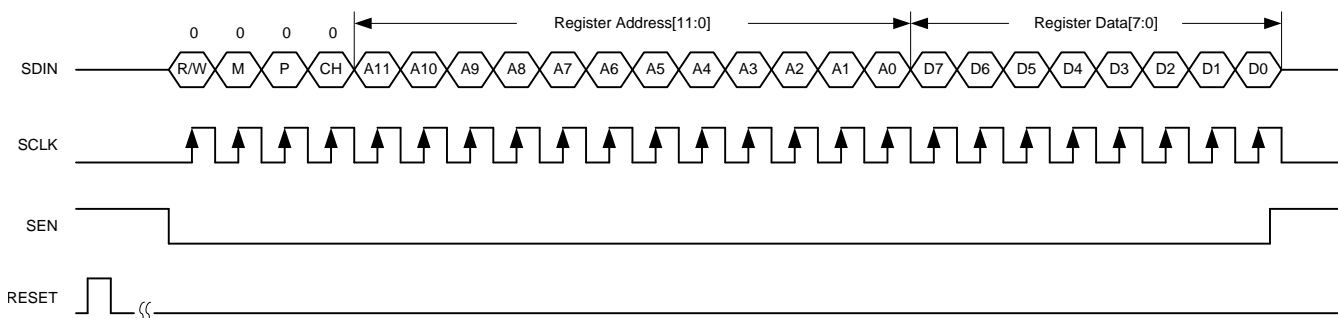 Register Address[11:0] Register Data[7:0]
0 0 0 0
SDIN R/W M P CH A11 A10 A9 A8 A7 A6 A5 A4 A3 A2 A1 A0 D7 D6 D5 D4 D3 D2 D1 D0
SCLK
SEN
RESET